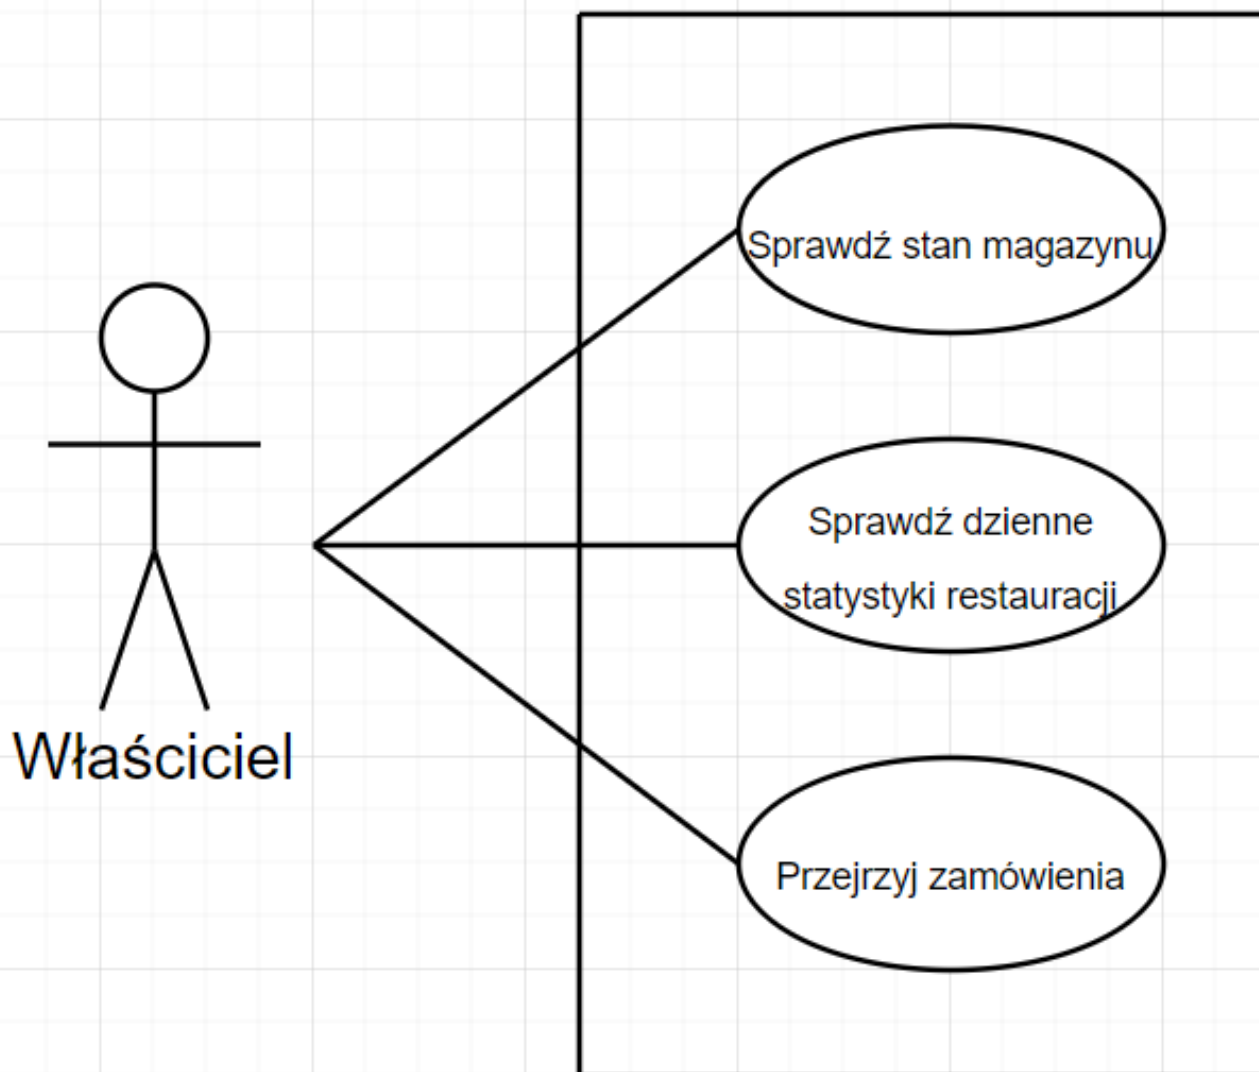 Sprawdź stan magazynu
Sprawdź dzienne
statystyki restauracji
Właściciel
Przejrzyj zamówienia